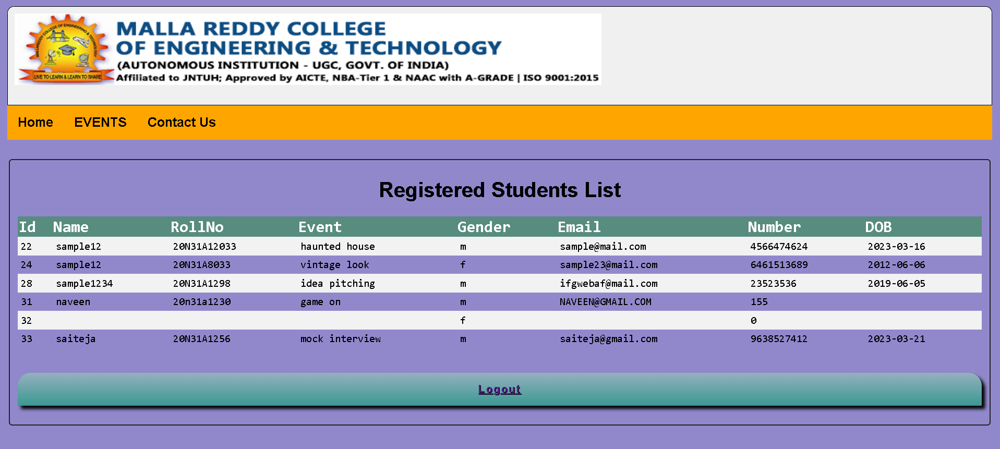 MALLAREDDY COLLEGE OF ENGINEERING & TECHNOLOGY
LIVE TO LEARN & LEARN TO SHARE
MALLA REDDY COLLEGE
OF ENGINEERING & TECHNOLOGY
(AUTONOMOUS INSTITUTION - UGC, GOVT. OF INDIA)
Affiliated to JNTUH; Approved by AICTE, NBA-Tier 1 & NAAC with A-GRADE | ISO 9001:2015
Home EVENTS Contact Us
Registered Students List
Id Name RollNo Event Gender Email Number DOB
22 sample12 20N31A12033 haunted house m sample@mail.com 4566474624 2023-03-16
24 sample12 20N31A8033 vintage look f sample23@mail.com 6461513689 2012-06-06
28 sample1234 20N31A1298 idea pitching m ifgwebaf@mail.com 23523536 2019-06-05
31 naveen 20n31a1230 game on m NAVEEN@GMAIL.COM 155
32 f 0
33 saiteja 20N31A1256 mock interview m saiteja@gmail.com 9638527412 2023-03-21
Logout